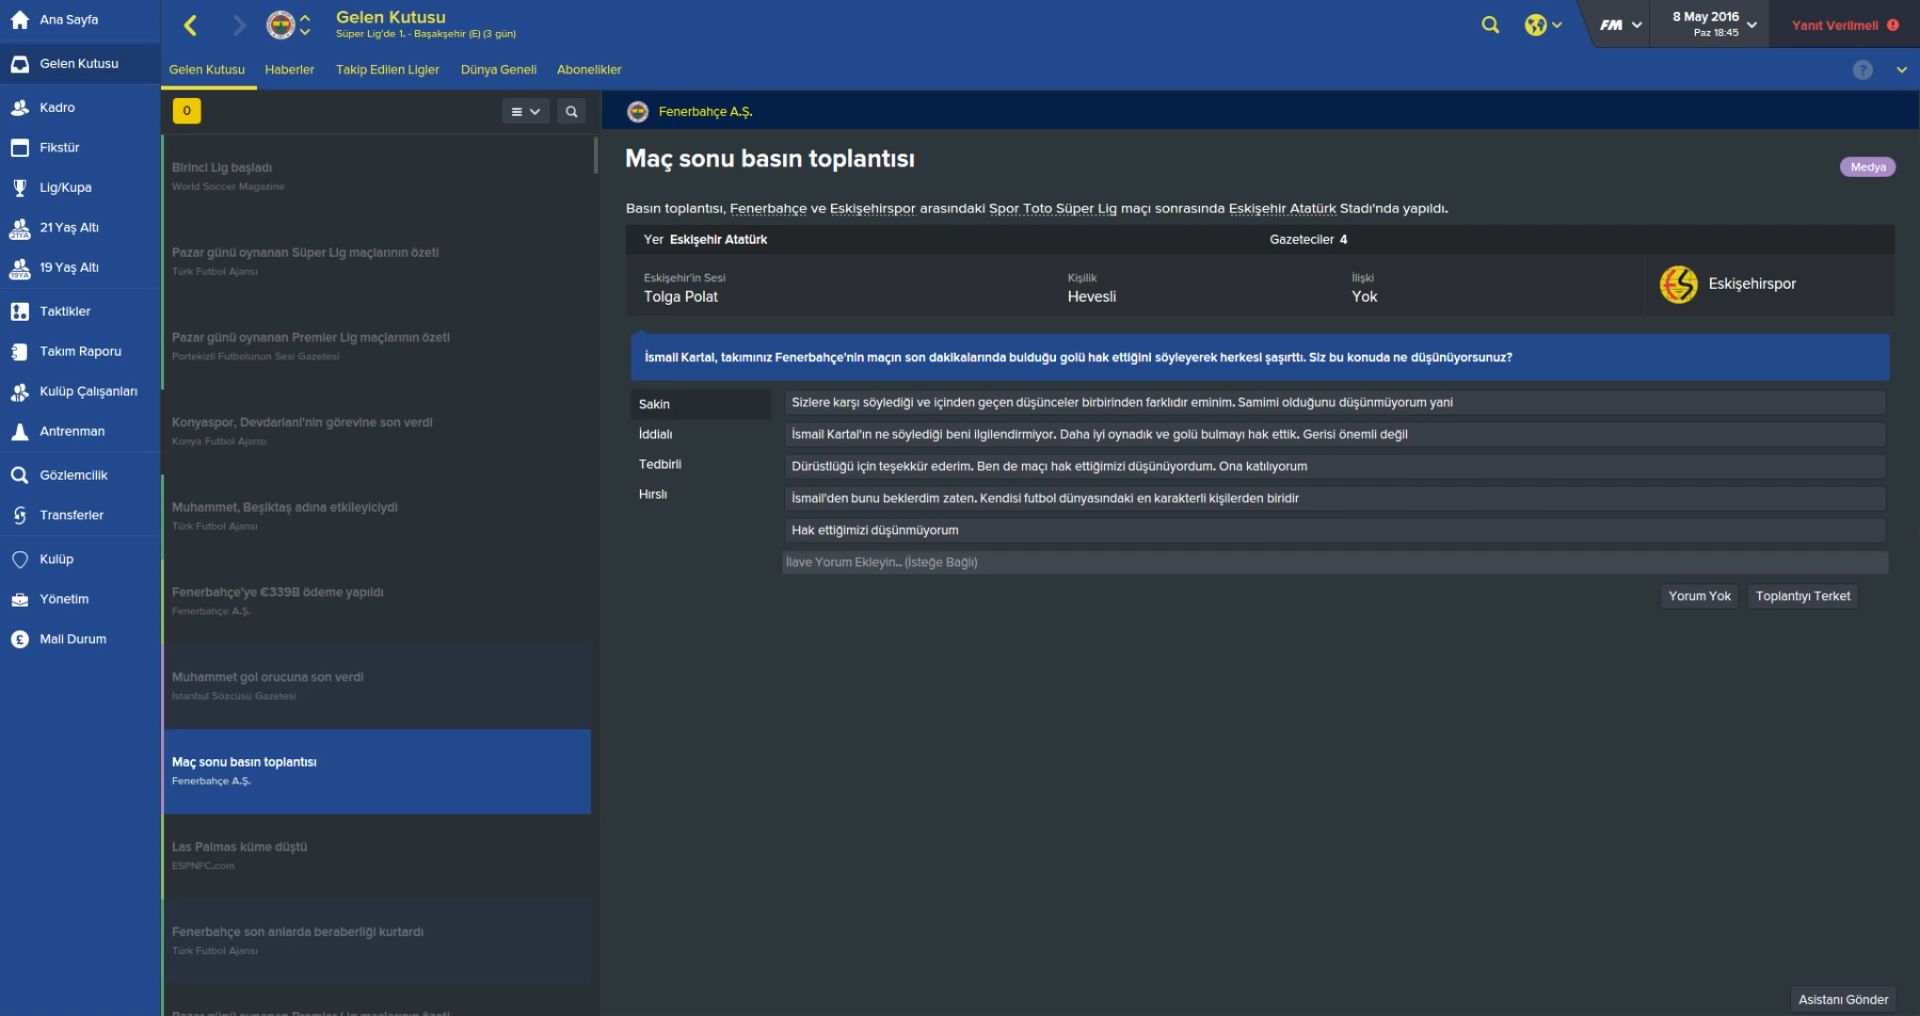 Ana Sayfa
Gelen Kutusu
Kadro
Fikstür
Lig/Kupa
21 Yaş Altı
19 Yaş Altı
Taktikler
Takım Raporu
Kulüp Çalışanları
Antrenman
Gözlemcilik
Transferler
Kulüp
Yönetim
Mali Durum
Gelen Kutusu
Süper Lig'de 1. - Başakşehir (E) (3 gün)
FM
8 May 2016
Paz 18:45
Yanıt Verilmeli
Gelen Kutusu Haberler Takip Edilen Ligler Dünya Geneli Abonelikler
?
0
Birinci Lig başladı
World Soccer Magazine
Pazar günü oynanan Süper Lig maçlarının özeti
Türk Futbol Ajansı
Pazar günü oynanan Premier Lig maçlarının özeti
Portekizli Futbolunun Sesi Gazetesi
Konyaspor, Devdariani'nin görevine son verdi
Konya Futbol Ajansı
Muhammet, Beşiktaş adına etkileyiciydi
Türk Futbol Ajansı
Fenerbahçe'ye €339B ödeme yapıldı
Fenerbahçe A.Ş.
Muhammet gol orucuna son verdi
İstanbul Sözcüsü Gazetesi
Maç sonu basın toplantısı
Fenerbahçe A.Ş.
Las Palmas küme düştü
ESPNFC.com
Fenerbahçe son anlarda beraberliği kurtardı
Türk Futbol Ajansı
Pazar günü oynanan Premier Lig maçlarının özeti
Fenerbahçe A.Ş.
Maç sonu basın toplantısı
Medya
Basın toplantısı, Fenerbahçe ve Eskişehirspor arasındaki Spor Toto Süper Lig maçı sonrasında Eskişehir Atatürk Stadı'nda yapıldı.
Yer Eskişehir Atatürk
Gazeteciler 4
Eskişehir'in Sesi
Tolga Polat
Kişilik
Hevesli
İlişki
Yok
Eskişehirspor
İsmail Kartal, takımınız Fenerbahçe'nin maçın son dakikalarında bulduğu golü hak ettiğini söyleyerek herkesi şaşırttı. Siz bu konuda ne düşünüyorsunuz?
Sakin
İddialı
Tedbirli
Hırslı
Sizlere karşı söylediği ve içinden geçen düşünceler birbirinden farklıdır eminim. Samimi olduğunu düşünmüyorum yani
İsmail Kartal'ın ne söylediği beni ilgilendirmiyor. Daha iyi oynadık ve golü bulmayı hak ettik. Gerisi önemli değil
Dürüstlüğü için teşekkür ederim. Ben de maçı hak ettiğimizi düşünüyordum. Ona katılıyorum
İsmail'den bunu beklerdim zaten. Kendisi futbol dünyasındaki en karakterli kişilerden biridir
Hak ettiğimizi düşünmüyorum
İlave Yorum Ekleyin.. (İsteğe Bağlı)
Yorum Yok
Toplantıyı Terket
Asistanı Gönder